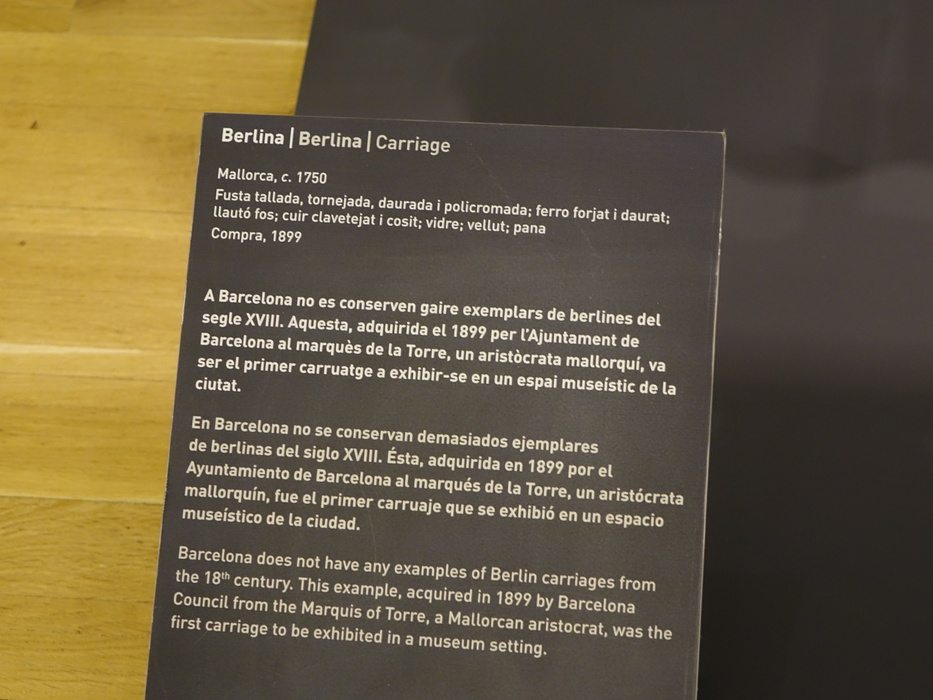 Berlina | Berlina | Carriage
Mallorca, c. 1750
Fusta tallada, tornejada, daurada i policromada; ferro forjat i daurat;
llautó fos; cuir clavetejat i cosit; vidre; vellut; pana
Compra, 1899
A Barcelona no es conserven gaire exemplars de berlines del
segle XVIII. Aquesta, adquirida el 1899 per l'Ajuntament de
Barcelona al marquès de la Torre, un aristòcrata mallorquí, va
ser el primer carruatge a exhibir-se en un espai museístic de la
ciutat.
En Barcelona no se conservan demasiados ejemplares
de berlinas del siglo XVIII. Ésta, adquirida en 1899 por el
Ayuntamiento de Barcelona al marqués de la Torre, un aristócrata
mallorquín, fue el primer carruaje que se exhibió en un espacio
museístico de la ciudad.
Barcelona does not have any examples of Berlin carriages from
the 18th century. This example, acquired in 1899 by Barcelona
Council from the Marquis of Torre, a Mallorcan aristocrat, was the
first carriage to be exhibited in a museum setting.